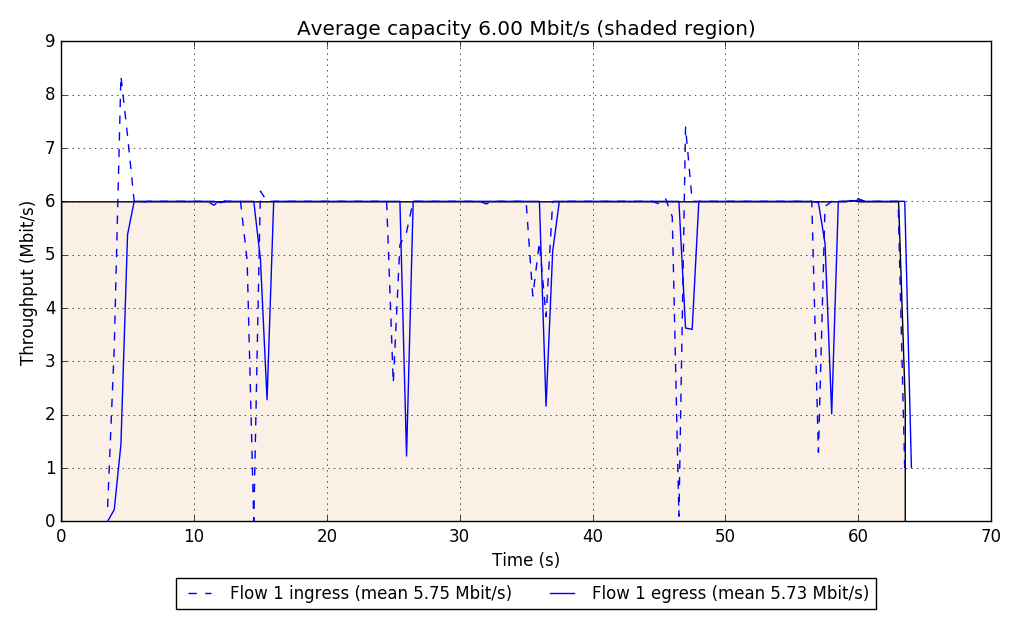 Average capacity 6.00 Mbit/s (shaded region)
9
8
7
6
5
4
3
2
1
0
Throughput (Mbit/s)
0 10 20 30 40 50 60 70
Time (s)
Flow 1 ingress (mean 5.75 Mbit/s) Flow 1 egress (mean 5.73 Mbit/s)